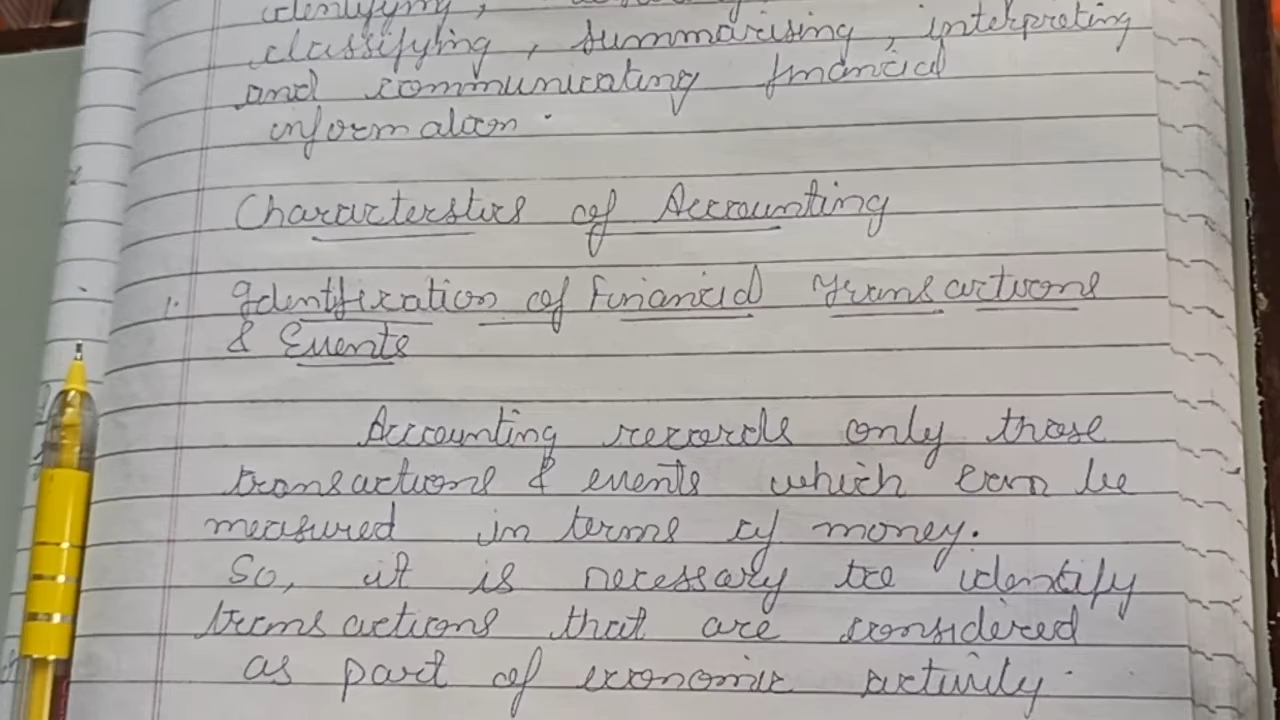 identifying,
classifying, summarising, interpreting
and communicating financial
information.
Characterstics of Accounting
1. Identification of Financial Transactions
& Events
Accounting records only those
transactions & events which can be
measured in terms of money.
So, it is necessary to identify
transactions that are considered
as part of economic activity.